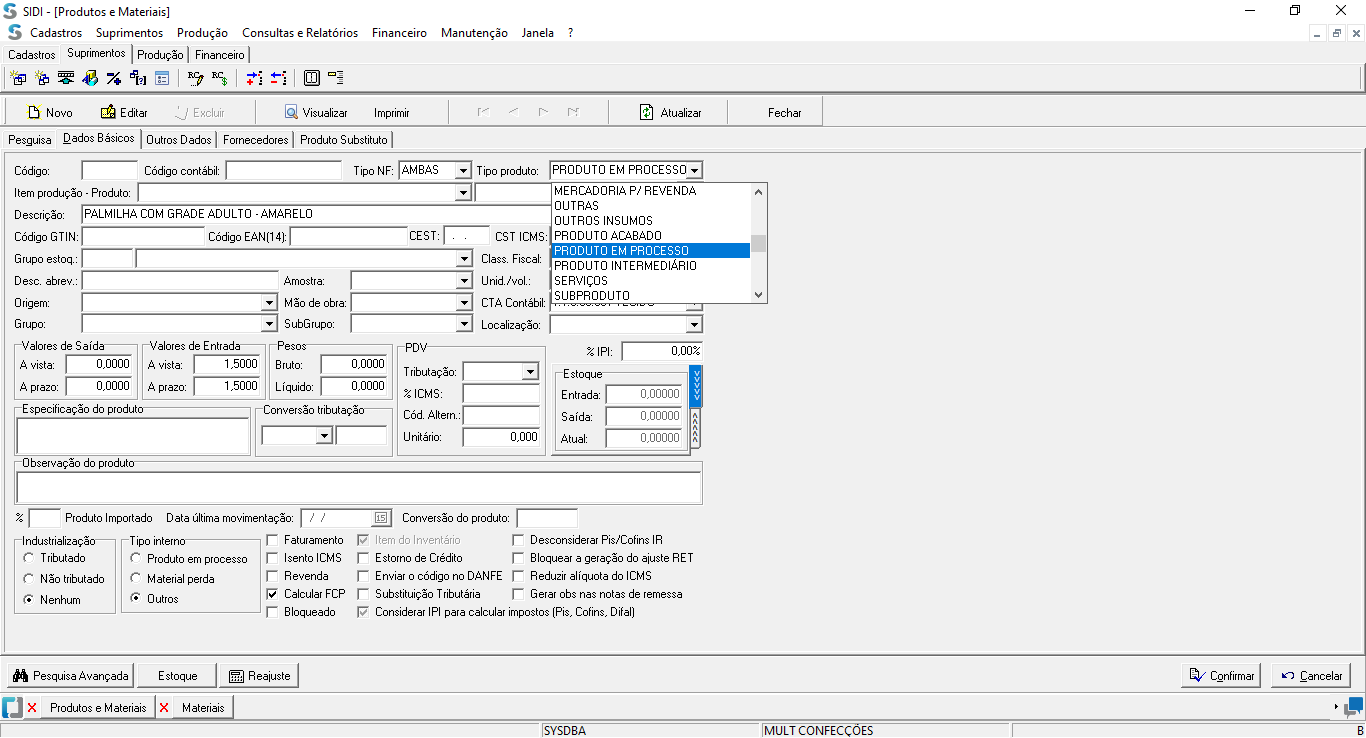 SIDI - [Produtos e Materiais]
Cadastros Suprimentos Produção Consultas e Relatórios Financeiro Manutenção Janela ?
Cadastros Suprimentos Produção Financeiro
Novo Editar Excluir Visualizar Imprimir Atualizar Fechar
Pesquisa Dados Básicos Outros Dados Fornecedores Produto Substituto
Código: Código contábil: Tipo NF: AMBAS Tipo produto: PRODUTO EM PROCESSO
Item produção - Produto:
MERCADORIA P/ REVENDA
OUTRAS
OUTROS INSUMOS
PRODUTO ACABADO
PRODUTO EM PROCESSO
PRODUTO INTERMEDIÁRIO
SERVIÇOS
SUBPRODUTO
Descrição: PALMILHA COM GRADE ADULTO - AMARELO
Código GTIN: Código EAN(14): CEST: . . CST ICMS:
Grupo estoq.: Class. Fiscal:
Desc. abrev.: Amostra: Unid./vol.:
Origem: Mão de obra: CTA Contábil:
Grupo: SubGrupo: Localização:
Valores de Saída Valores de Entrada Pesos PDV % IPI: 0,00%
A vista: 0,0000 A vista: 1,5000 Bruto: 0,0000 Tributação: Estoque
A prazo: 0,0000 A prazo: 1,5000 Líquido: 0,0000 % ICMS: Entrada: 0,00000
Especificação do produto Conversão tributação Cód. Altern.: Saída: 0,00000
Unitário: 0,000 Atual: 0,00000
Observação do produto
% Produto Importado Data última movimentação: / / 15 Conversão do produto:
Industrialização Tipo interno Faturamento Item do Inventário Desconsiderar Pis/Cofins IR
Tributado Produto em processo Isento ICMS Estorno de Crédito Bloquear a geração do ajuste RET
Não tributado Material perda Revenda Enviar o código no DANFE Reduzir alíquota do ICMS
Nenhum Outros Calcular FCP Substituição Tributária Gerar obs nas notas de remessa
Bloqueado Considerar IPI para calcular impostos (Pis, Cofins, Difal)
Pesquisa Avançada Estoque Reajuste Confirmar Cancelar
Produtos e Materiais Materiais
SYSDBA MULT CONFECÇÕES B